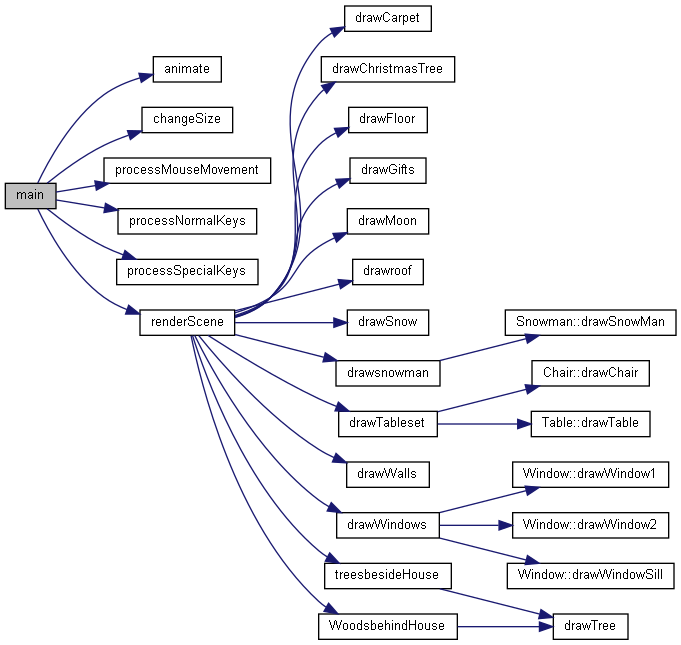 drawCarpet
animate
drawChristmasTree
changeSize
drawFloor
processMouseMovement
drawGifts
main
processNormalKeys
drawMoon
processSpecialKeys
drawroof
renderScene
drawSnow
Snowman::drawSnowMan
drawsnowman
Chair::drawChair
drawTableset
Table::drawTable
drawWalls
Window::drawWindow1
drawWindows
Window::drawWindow2
treesbesideHouse
Window::drawWindowSill
WoodsbehindHouse
drawTree